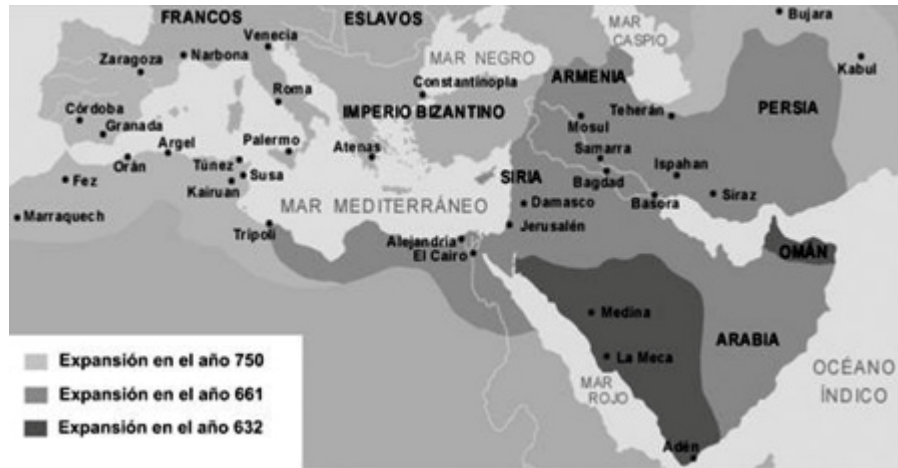 FRANCOS
ESLAVOS
MAR
CASPIO
Bujara
Venecia
Zaragoza
Narbona
MAR NEGRO
Kabul
Constantinopla
ARMENIA
Roma
Teherán
PERSIA
Córdoba
IMPERIO BIZANTINO
Granada
Mosul
Argel
Palermo
Atenas
Samarra
Orán
Túnez
Ispahan
Fez
Susa
SIRIA
Bagdad
Kairuan
Siraz
MAR MEDITERRÁNEO
Damasco
Basora
Marraquech
Trípoli
Jerusalén
Alejandría
El Cairo
OMÁN
Medina
ARABIA
Expansión en el año 750
La Meca
OCÉANO
ÍNDICO
Expansión en el año 661
MAR
ROJO
Expansión en el año 632
Adén